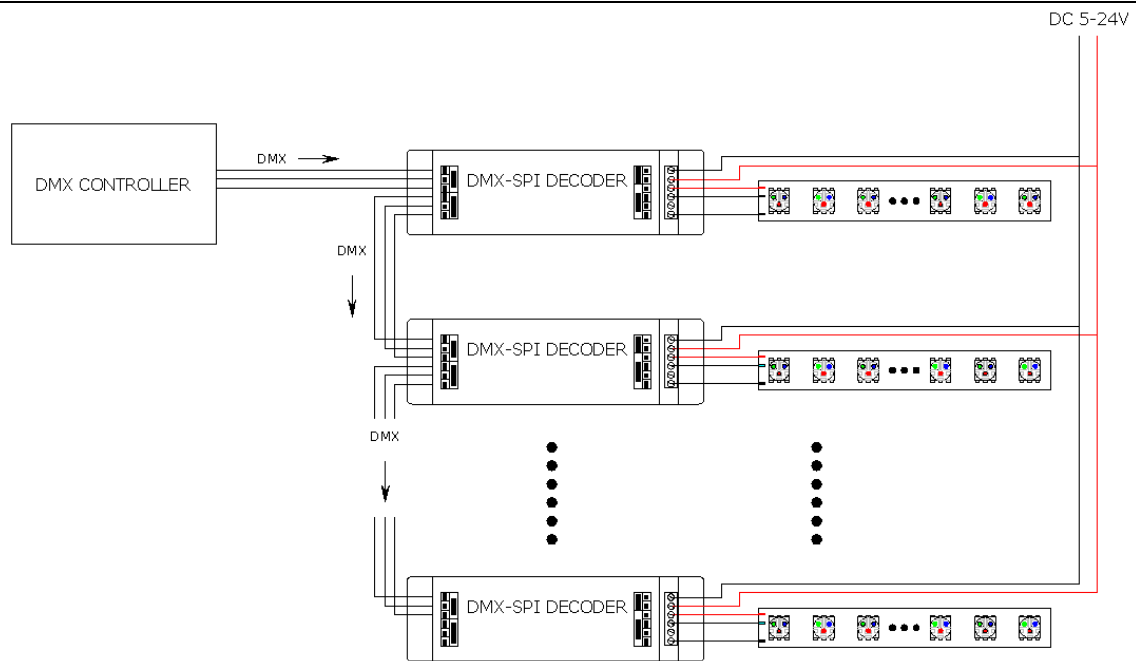 DC 5-24V
DMX
DMX CONTROLLER
DMX-SPI DECODER
DMX
DMX-SPI DECODER
DMX
DMX-SPI DECODER